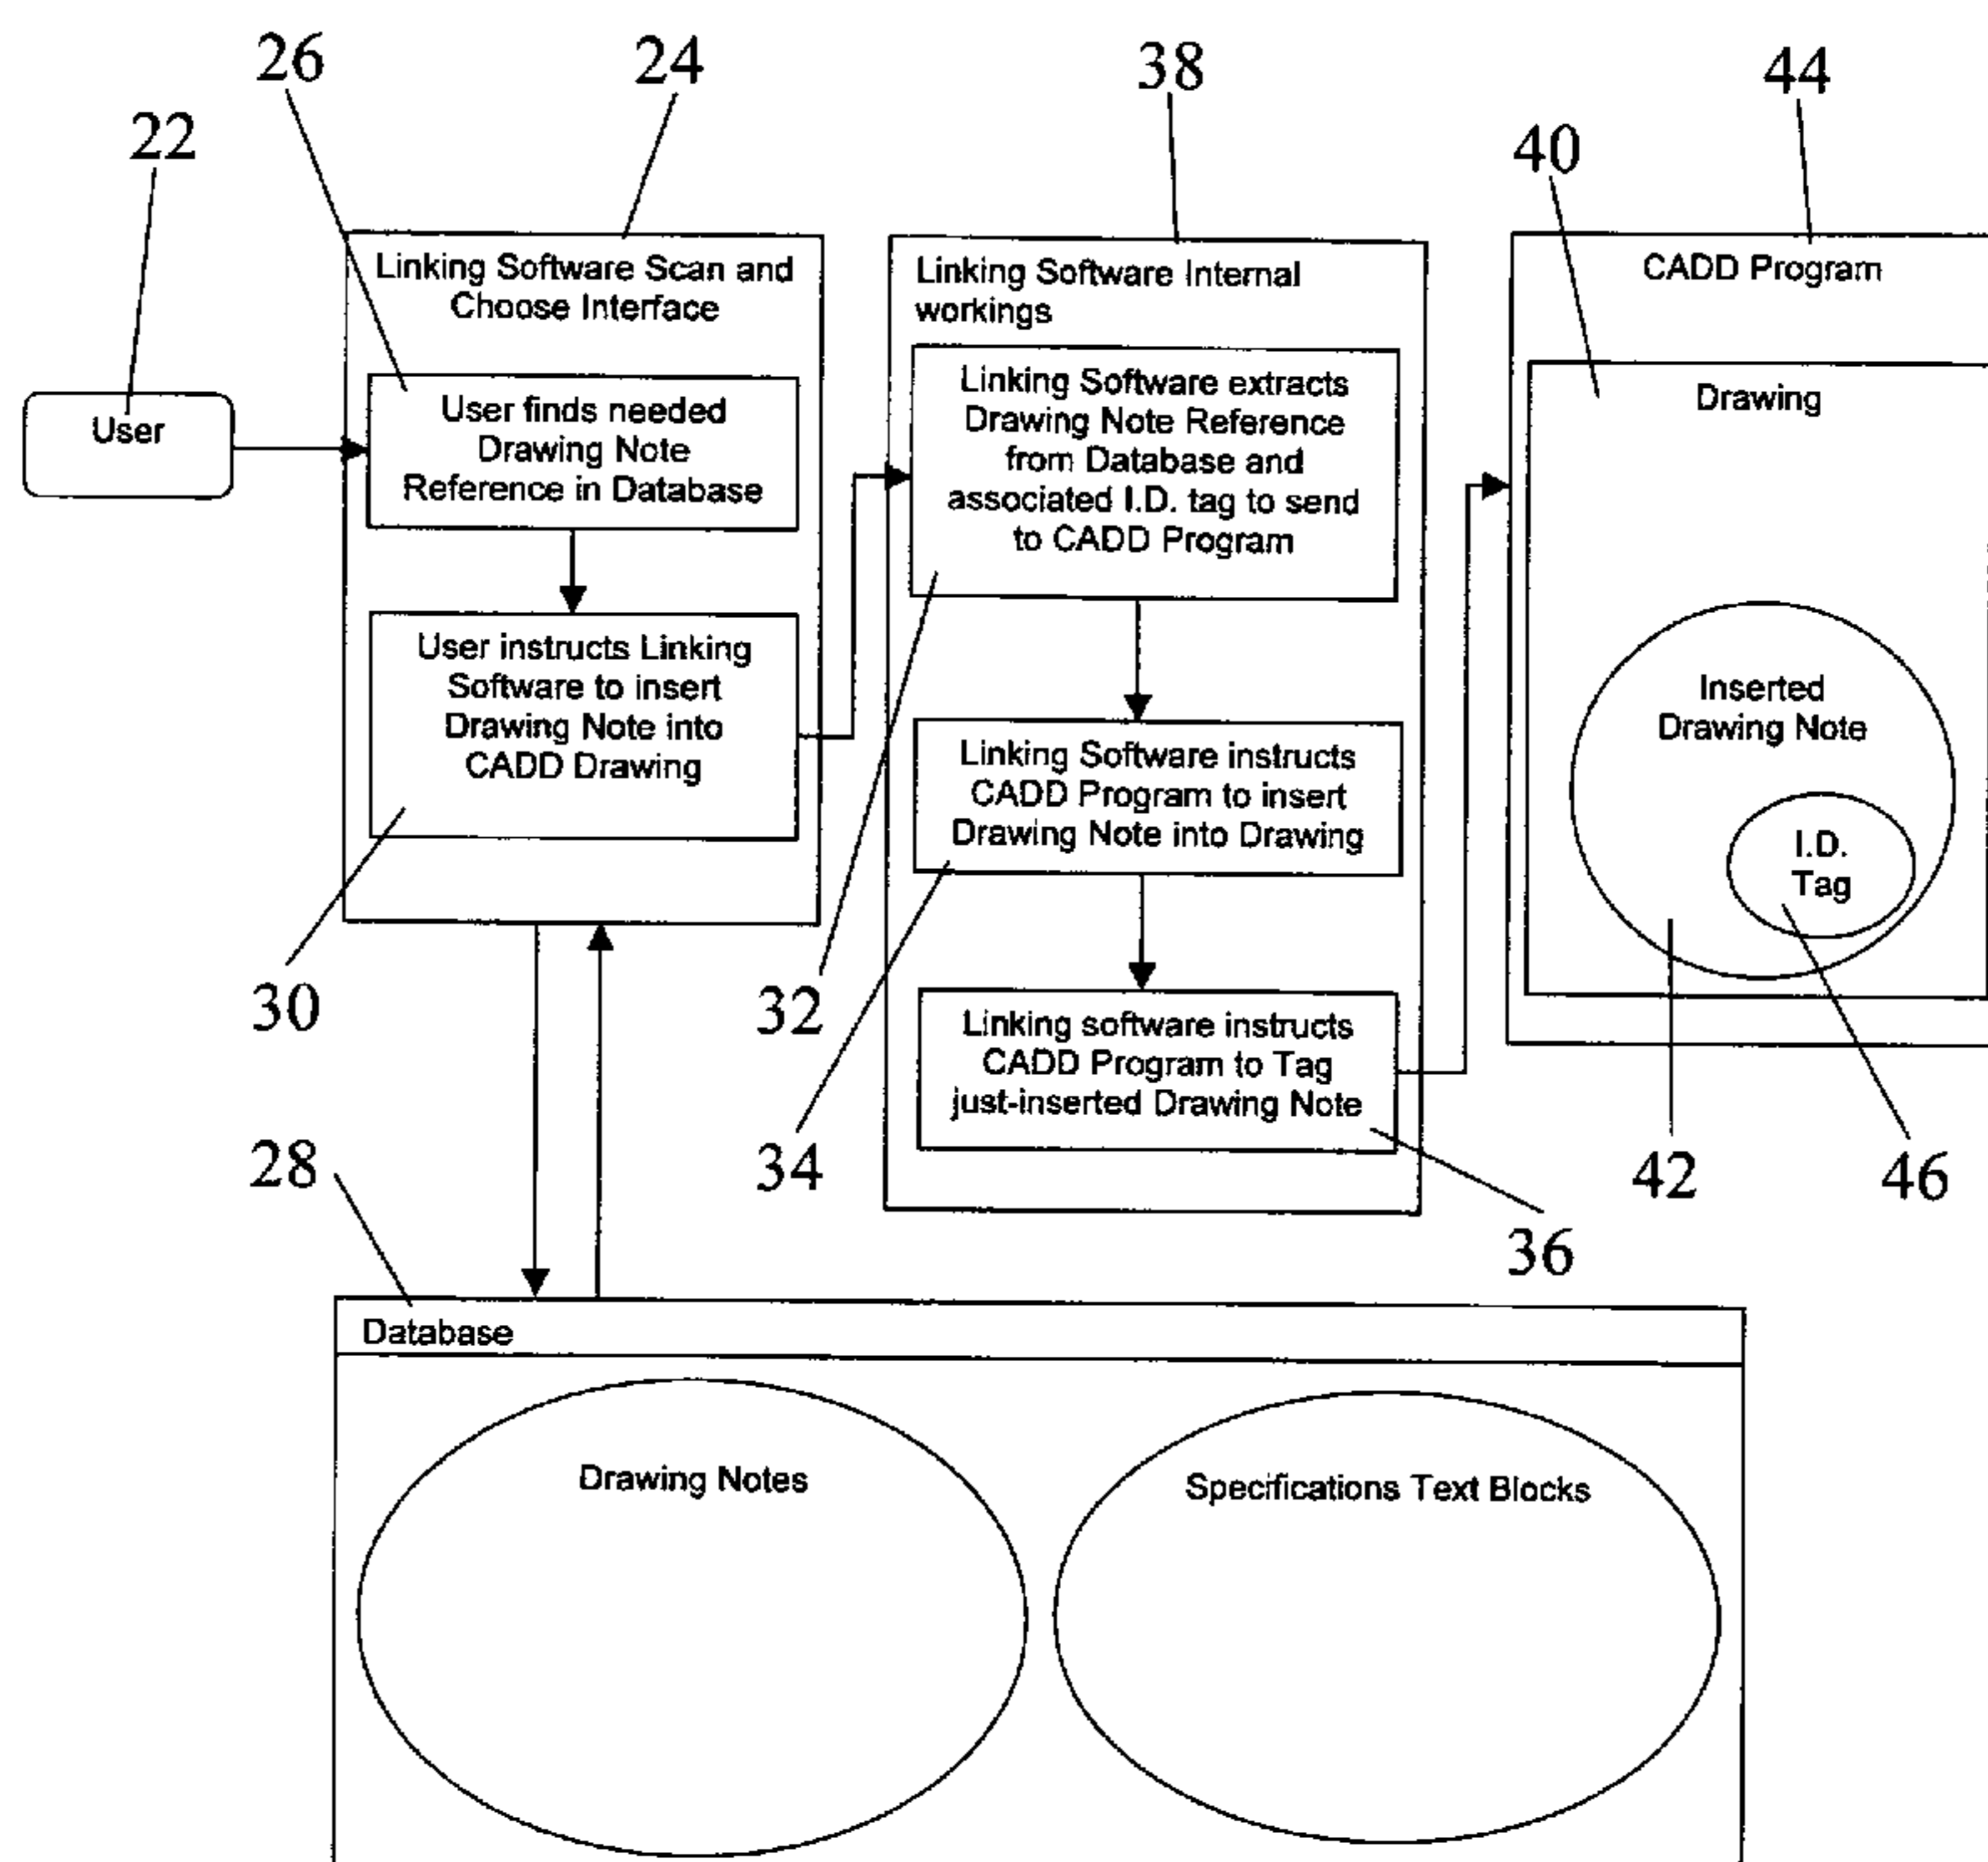 26
24
38
44
22
40
Linking Software Scan and
Choose Interface
User
User finds needed
Drawing Note
Reference in Database
User instructs Linking
Software to insert
Drawing Note into
CADD Drawing
30
Linking Software Internal
workings
Linking Software extracts
Drawing Note Reference
from Database and
associated I.D. tag to send
to CADD Program
Linking Software instructs
CADD Program to insert
Drawing Note into Drawing
32
Linking software instructs
CADD Program to Tag
just-inserted Drawing Note
34
36
CADD Program
Drawing
Inserted
Drawing Note
I.D.
Tag
42
46
28
Database
Drawing Notes
Specifications Text Blocks